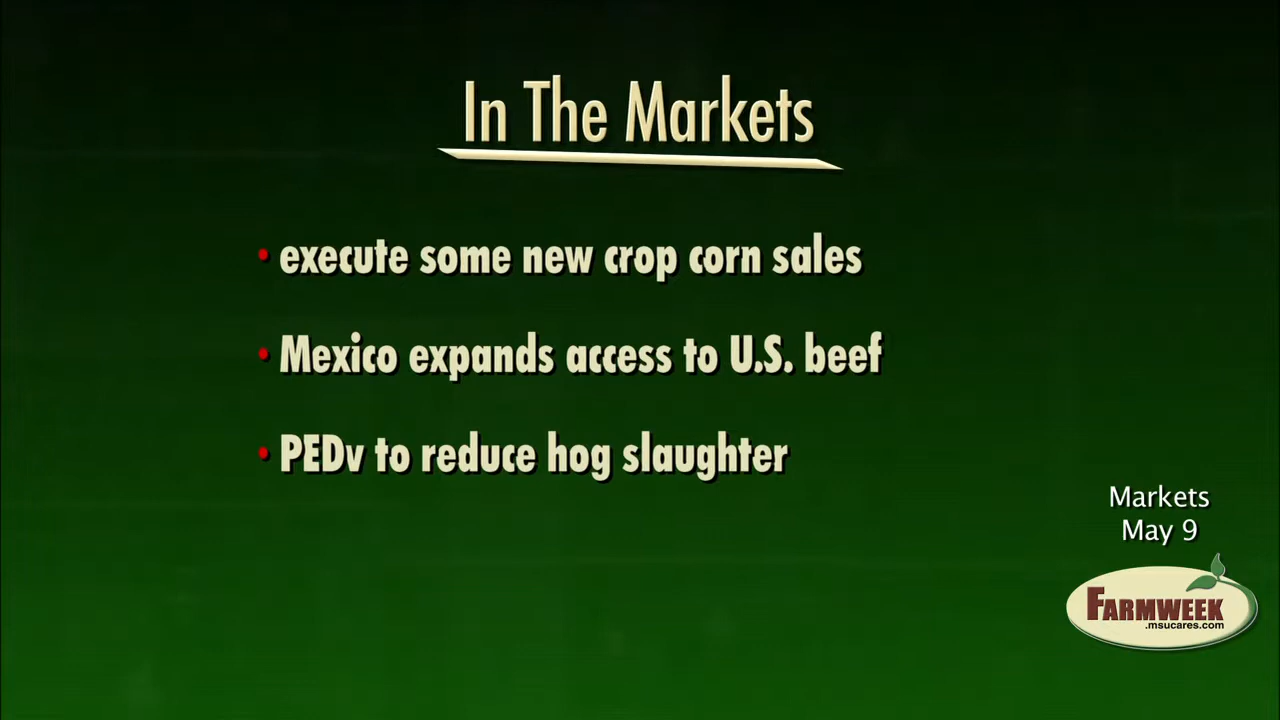 In The Markets
• execute some new crop corn sales
• Mexico expands access to U.S. beef
• PEDv to reduce hog slaughter
Markets
May 9
FARMWEEK
.msucares.com